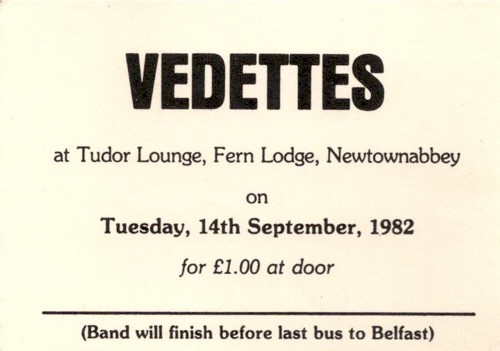 VEDETTES
at Tudor Lounge, Fern Lodge, Newtownabbey
on
Tuesday, 14th September, 1982
for £1.00 at door
(Band will finish before last bus to Belfast)